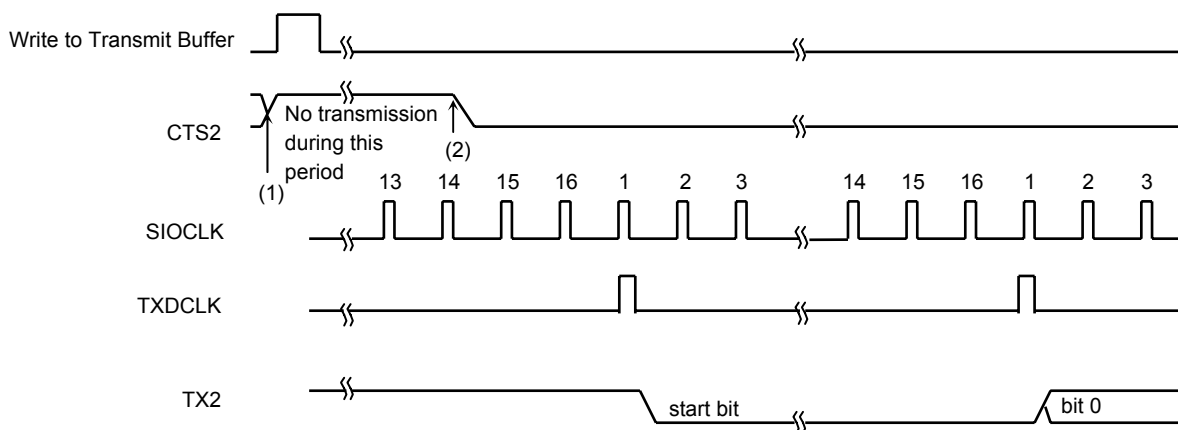 Write to Transmit Buffer
CTS2
No transmission
during this
period
(1)
(2)
13 14 15 16 1 2 3 14 15 16 1 2 3
SIOCLK
TXDCLK
TX2
start bit
bit 0